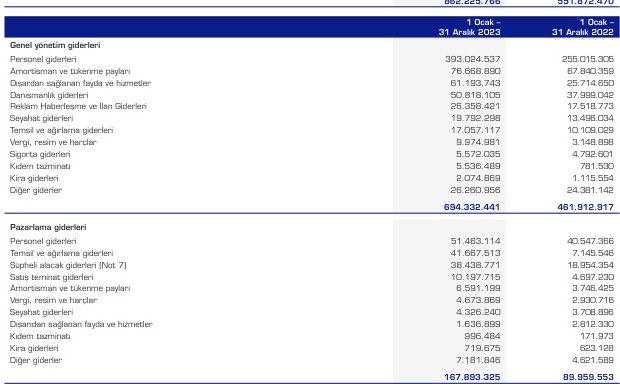 862.225.766 551.872.470
1 Ocak – 1 Ocak –
31 Aralık 2023 31 Aralık 2022
Genel yönetim giderleri
Personel giderleri 393.024.537 255.015.305
Amortisman ve tükenme payları 76.668.890 67.840.359
Dışardan sağlanan fayda ve hizmetler 61.193.743 25.714.650
Danışmanlık giderleri 50.818.105 37.999.042
Reklam Haberleşme ve İlan Giderleri 26.358.421 17.518.773
Seyahat giderleri 19.792.298 13.496.034
Temsil ve ağırlama giderleri 17.057.117 10.109.029
Vergi, resim ve harçlar 9.974.981 3.148.898
Sigorta giderleri 5.572.035 4.792.601
Kıdem tazminatı 5.536.489 781.530
Kira giderleri 2.074.869 1.115.554
Diğer giderler 26.260.956 24.381.142
694.332.441 461.912.917
Pazarlama giderleri
Personel giderleri 51.463.114 40.547.366
Temsil ve ağırlama giderleri 41.667.513 7.145.546
Şüpheli alacak giderleri (Not 7) 38.438.771 18.954.354
Satış teminat giderleri 10.197.715 4.697.230
Amortisman ve tükenme payları 6.591.199 3.746.425
Vergi, resim ve harçlar 4.673.869 2.930.716
Seyahat giderleri 4.326.240 3.708.896
Dışarıdan sağlanan fayda ve hizmetler 1.636.899 2.812.330
Kıdem tazminatı 996.484 171.973
Kira giderleri 719.675 623.128
Diğer giderler 7.181.846 4.621.589
167.893.325 89.959.553